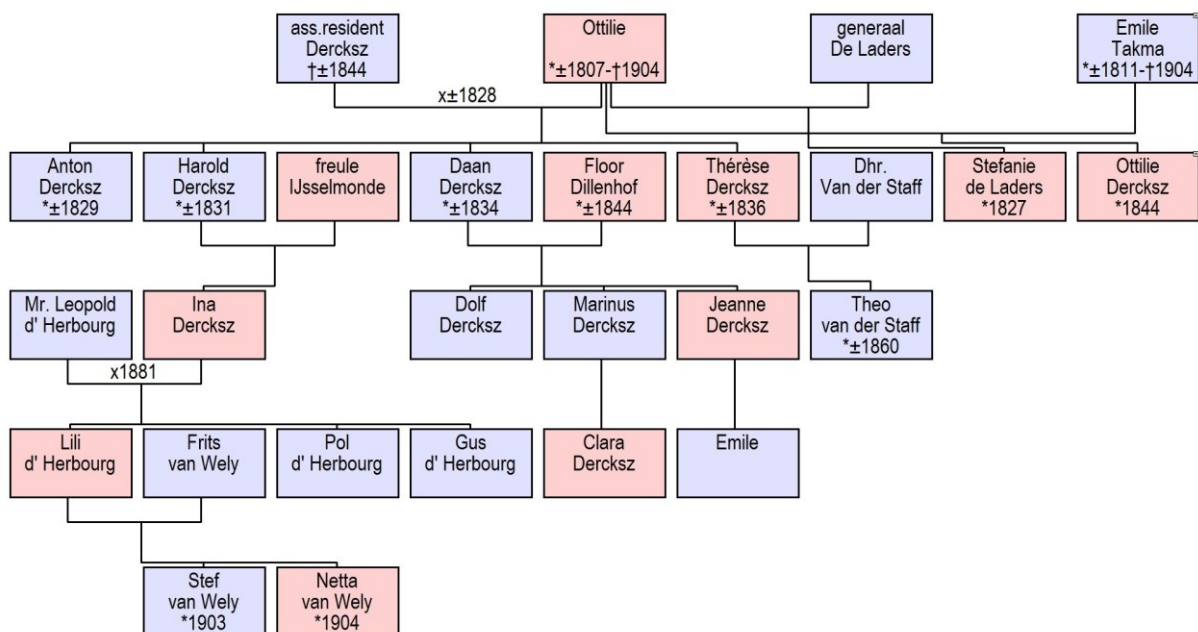 ass.resident
Dercksz
†±1844
Ottilie
*±1807-†1904
generaal
De Laders
Emile
Takma
*±1811-†1904
x±1828
Anton
Dercksz
*±1829
Harold
Dercksz
*±1831
freule
IJsselmonde
Daan
Dercksz
*±1834
Floor
Dillenhof
*±1844
Thérèse
Dercksz
*±1836
Dhr.
Van der Staff
Stefanie
de Laders
*1827
Ottilie
Dercksz
*1844
Mr. Leopold
d' Herbourg
Ina
Dercksz
Dolf
Dercksz
Marinus
Dercksz
Jeanne
Dercksz
Theo
van der Staff
*±1860
x1881
Lili
d' Herbourg
Frits
van Wely
Pol
d' Herbourg
Gus
d' Herbourg
Clara
Dercksz
Emile
Stef
van Wely
*1903
Netta
van Wely
*1904